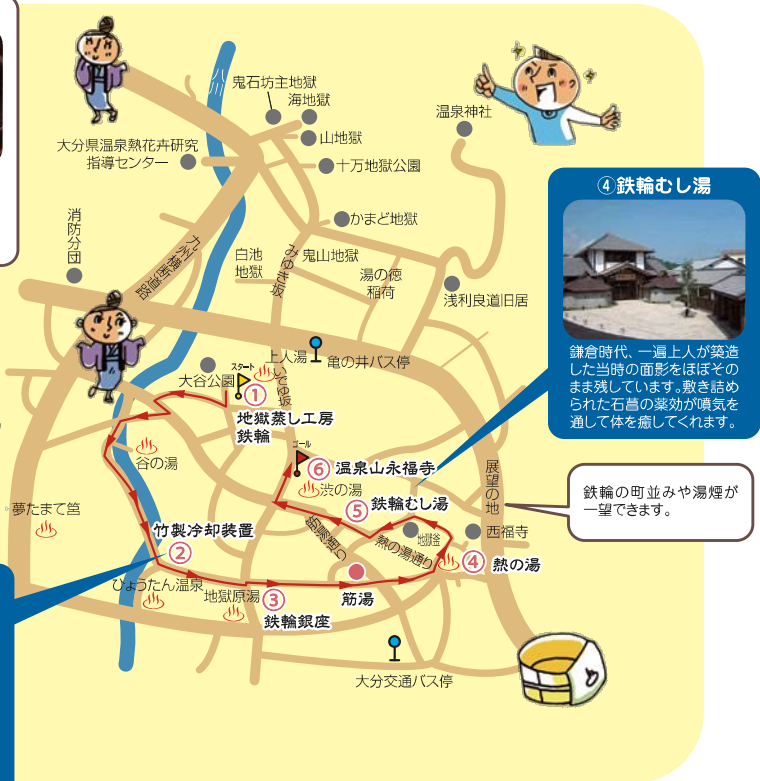 八川
鬼石坊主地獄
海地獄
山地獄
十万地獄公園
温泉神社
大分県温泉熱花卉研究
指導センター
かまど地獄
消防分団
九州横断道路
白池
地獄
みゆき坂
鬼山地獄
湯の徳
稲荷
浅利良道旧居
④鉄輪むし湯
鎌倉時代、一遍上人が築造
した当時の面影をほぼその
まま残しています。敷き詰め
られた石菖の薬効が噴気を
通して体を癒してくれます。
上人湯
亀の井バス停
大谷公園
スタート
いでゆ坂
①
地獄蒸し工房
鉄輪
谷の湯
ゴール
⑥ 温泉山永福寺
渋の湯
展望の地
鉄輪の町並みや湯煙が
一望できます。
夢たまて筥
竹製冷却装置
②
⑤ 鉄輪むし湯
筋湯通り
熱の湯通り
地獄釜
西福寺
④ 熱の湯
ひょうたん温泉
地獄原湯
③
鉄輪銀座
筋湯
大分交通バス停